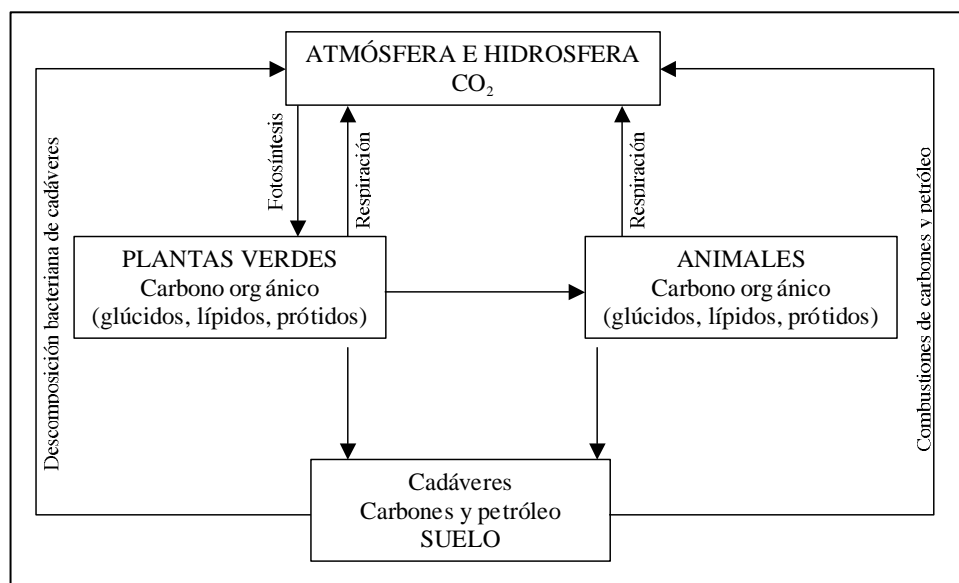 ATMÓSFERA E HIDROSFERA
CO₂
Fotosíntesis
Respiración
Respiración
Descomposición bacteriana de cadáveres
Combustiones de carbones y petróleo
PLANTAS VERDES
Carbono orgánico
(glúcidos, lípidos, prótidos)
ANIMALES
Carbono orgánico
(glúcidos, lípidos, prótidos)
Cadáveres
Carbones y petróleo
SUELO